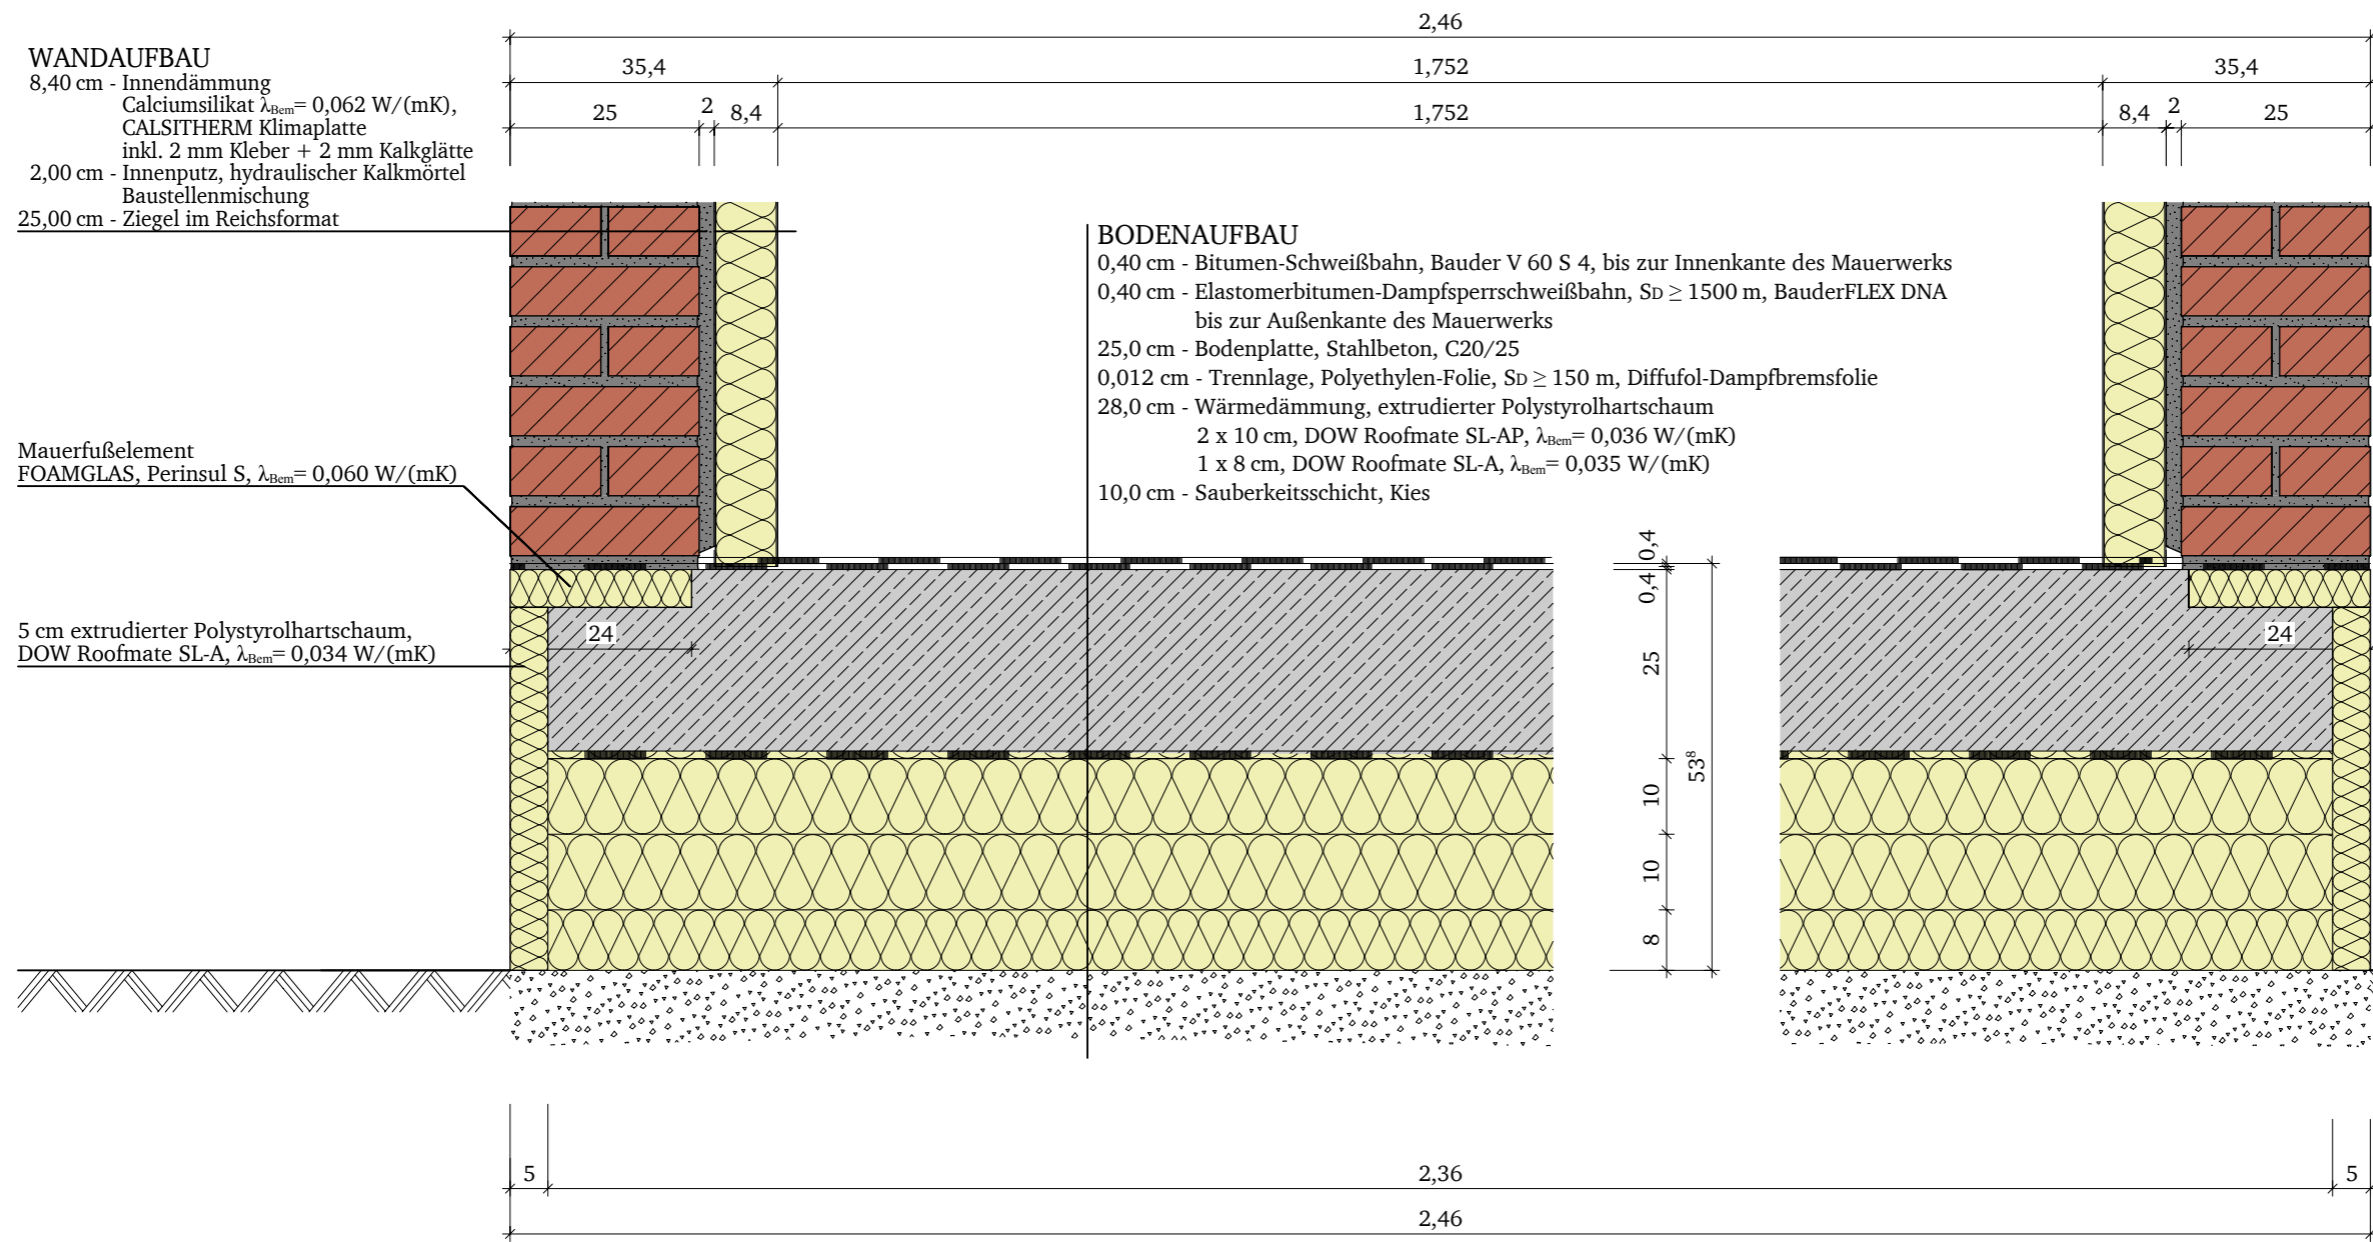 2,46
35,4
1,752
35,4
25
2
8,4
1,752
8,4
2
25
WANDAUFBAU
8,40 cm - Innendämmung
Calciumsilikat λBem= 0,062 W/(mK),
CALSITHERM Klimaplatte
inkl. 2 mm Kleber + 2 mm Kalkglätte
2,00 cm - Innenputz, hydraulischer Kalkmörtel
Baustellenmischung
25,00 cm - Ziegel im Reichsformat
BODENAUFBAU
0,40 cm - Bitumen-Schweißbahn, Bauder V 60 S 4, bis zur Innenkante des Mauerwerks
0,40 cm - Elastomerbitumen-Dampfsperrschweißbahn, SD ≥ 1500 m, BauderFLEX DNA
bis zur Außenkante des Mauerwerks
25,0 cm - Bodenplatte, Stahlbeton, C20/25
0,012 cm - Trennlage, Polyethylen-Folie, SD ≥ 150 m, Diffufol-Dampfbremsfolie
28,0 cm - Wärmedämmung, extrudierter Polystyrolhartschaum
2 x 10 cm, DOW Roofmate SL-AP, λBem= 0,036 W/(mK)
1 x 8 cm, DOW Roofmate SL-A, λBem= 0,035 W/(mK)
10,0 cm - Sauberkeitsschicht, Kies
Mauerfußelement
FOAMGLAS, Perinsul S, λBem= 0,060 W/(mK)
5 cm extrudierter Polystyrolhartschaum,
DOW Roofmate SL-A, λBem= 0,034 W/(mK)
24
24
0,4
0,4
25
10
10
8
53⁸
5
2,36
5
2,46